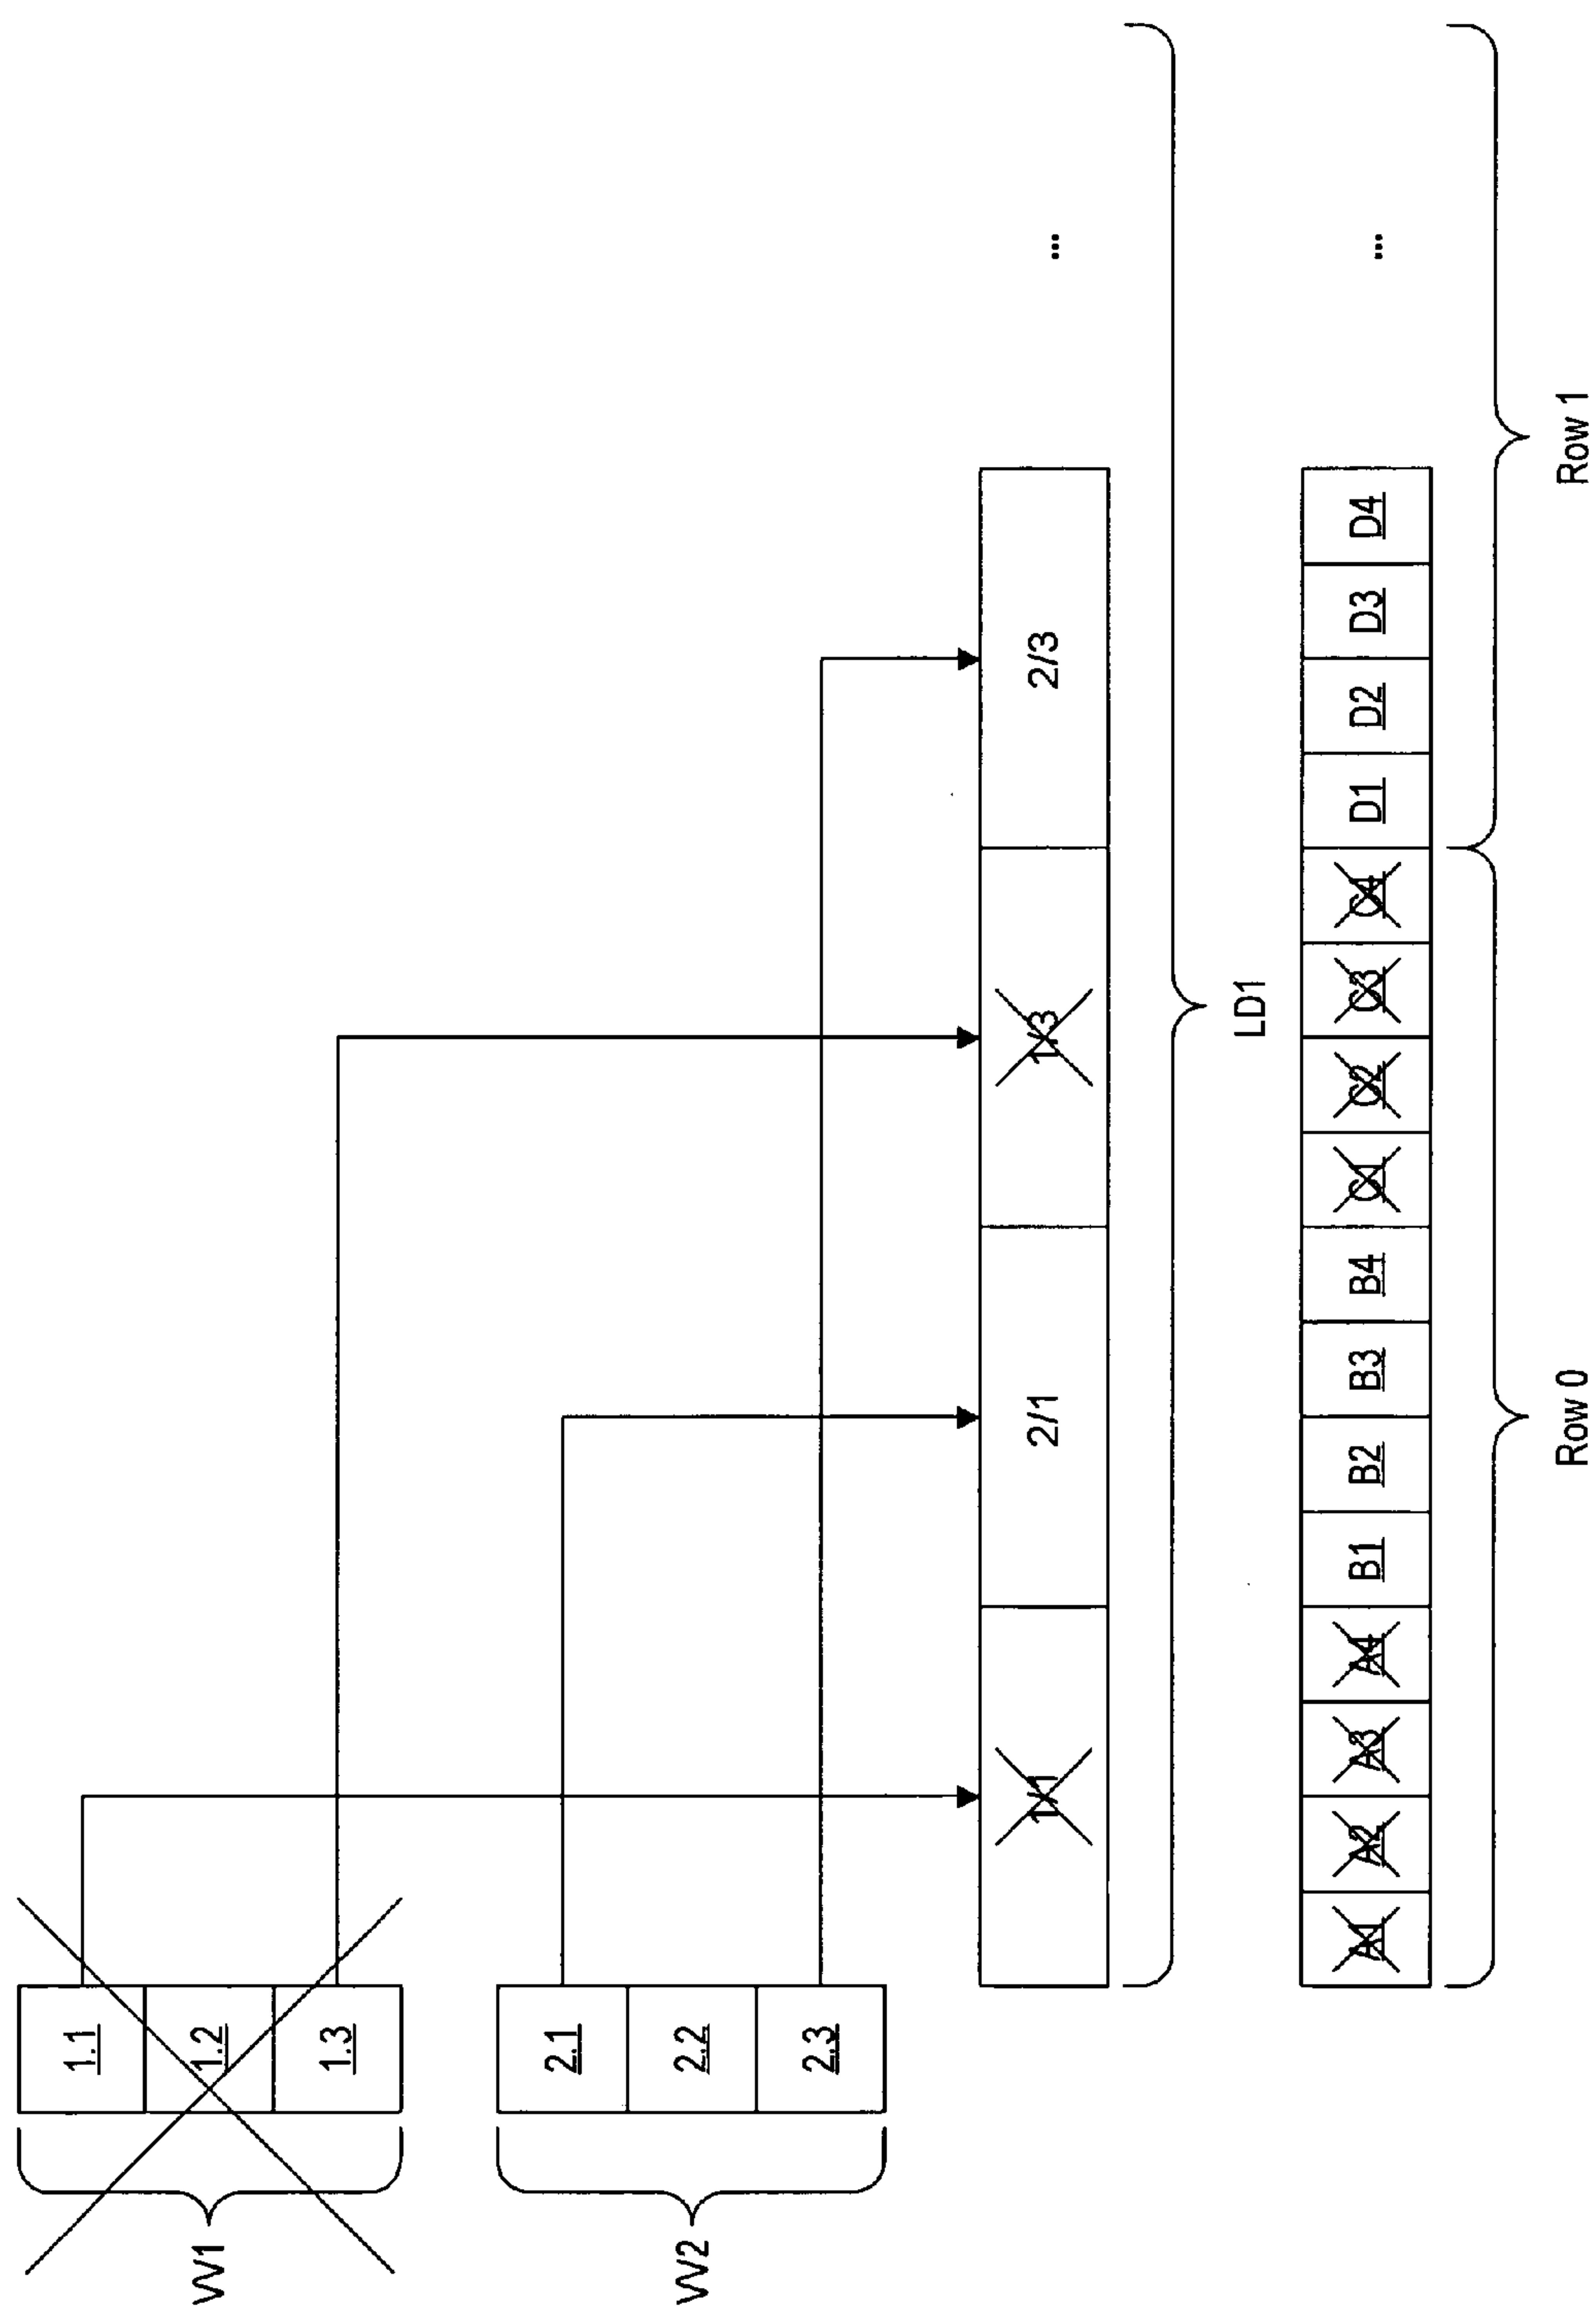 1.1
VV1 1.2
1.3
2.1
VV2 2.2
2.3
1/1 2/1 1/3 2/3 ...
LD1
A1 A2 A3 A4 B1 B2 B3 B4 C1 C2 C3 C4 D1 D2 D3 D4 ...
Row 0 Row 1